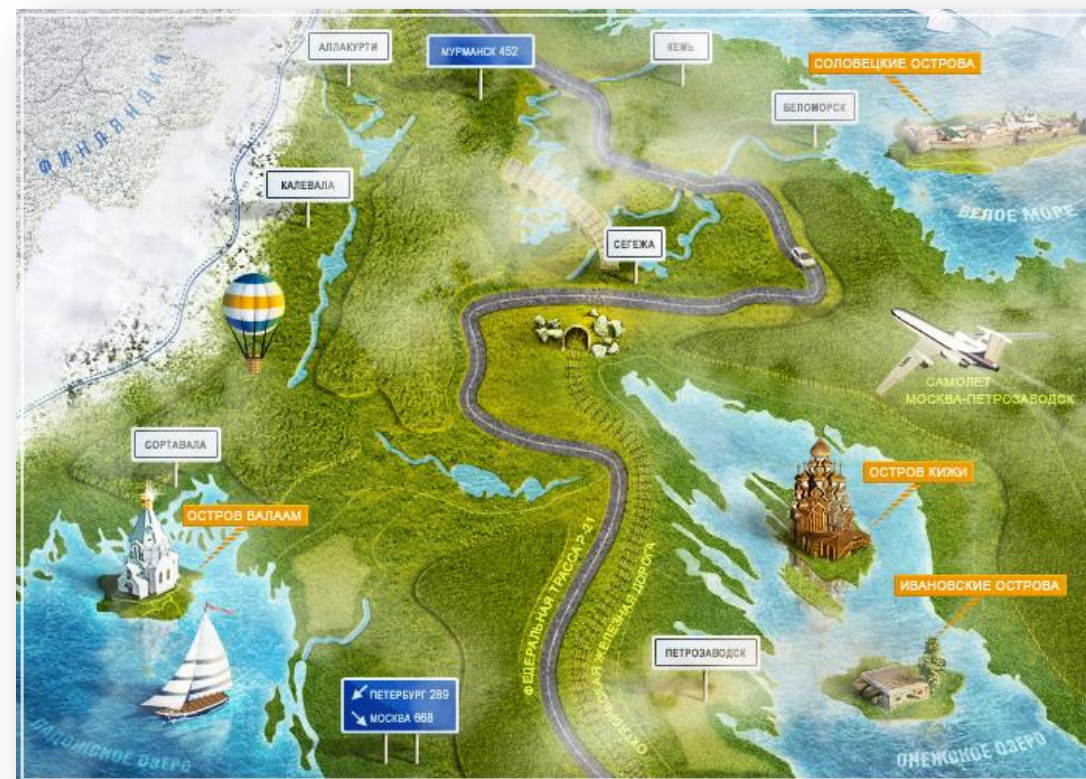 АЛЛАКУРТИ
МУРМАНСК 452
КЕМЬ
СОЛОВЕЦКИЕ ОСТРОВА
ФИНЛЯНДИЯ
БЕЛОМОРСК
КАЛЕВАЛА
БЕЛОЕ МОРЕ
СЕГЕЖА
САМОЛЕТ
МОСКВА-ПЕТРОЗАВОДСК
СОРТАВАЛА
ОСТРОВ КИЖИ
ОСТРОВ ВАЛААМ
ФЕДЕРАЛЬНАЯ ТРАССА Р-21
ОКТЯБРЬСКАЯ ЖЕЛЕЗНАЯ ДОРОГА
ИВАНОВСКИЕ ОСТРОВА
ПЕТРОЗАВОДСК
ПЕТЕРБУРГ 289
МОСКВА 668
ЛАДОЖСКОЕ ОЗЕРО
ОНЕЖСКОЕ ОЗЕРО